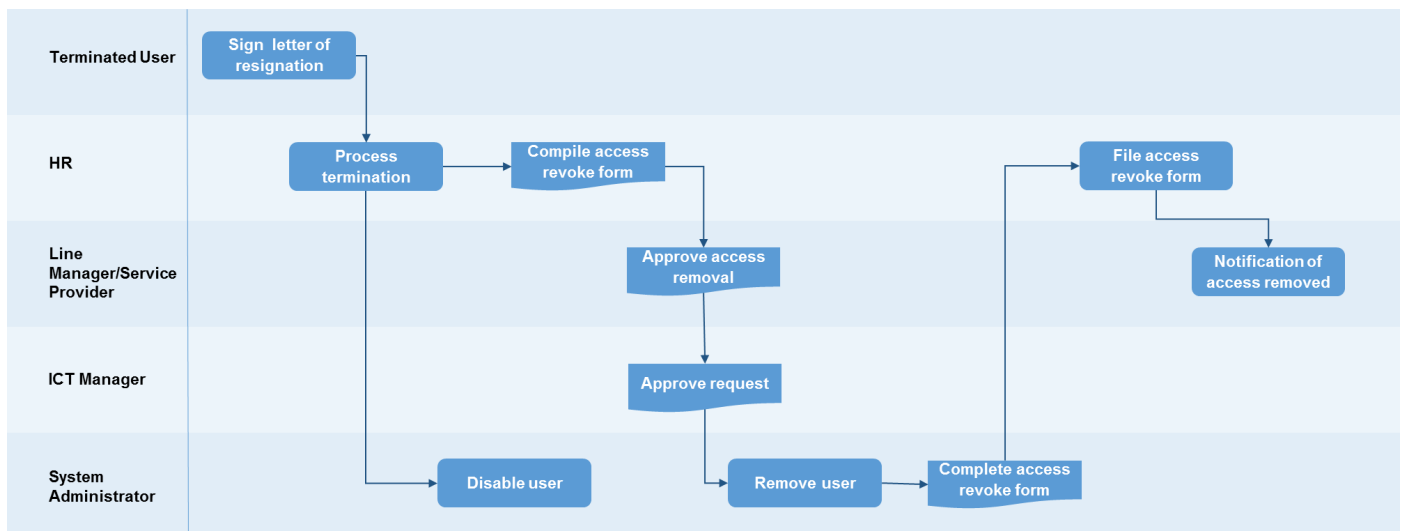 Terminated User
Sign letter of
resignation
HR
Process
termination
Compile access
revoke form
File access
revoke form
Line
Manager/Service
Provider
Approve access
removal
Notification of
access removed
ICT Manager
Approve request
System
Administrator
Disable user
Remove user
Complete access
revoke form